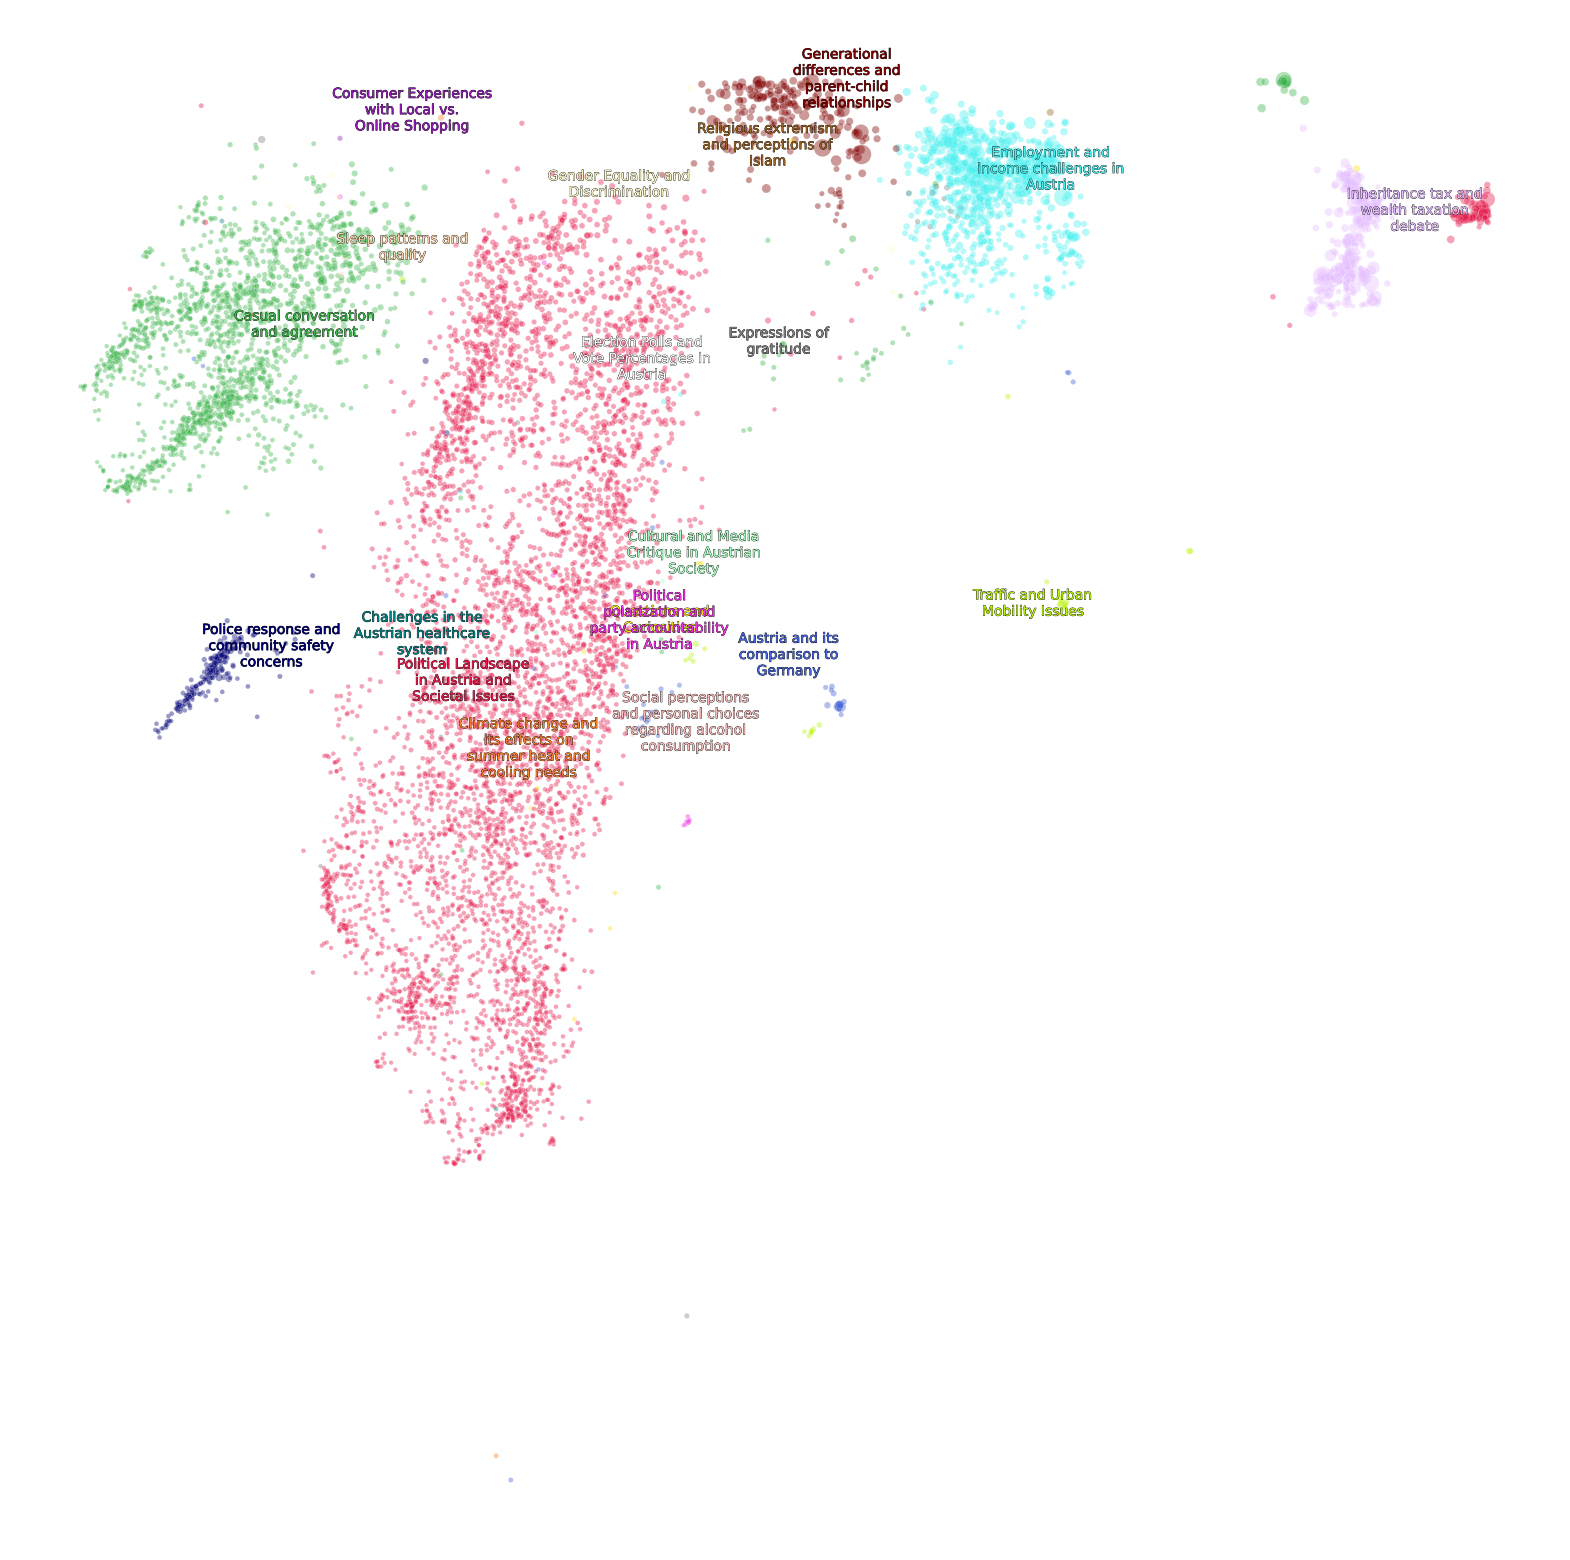 Generational
differences and
parent-child
relationships
Consumer Experiences
with Local vs.
Online Shopping
Religious extremism
and perceptions of
Islam
Employment and
income challenges in
Austria
Gender Equality and
Discrimination
Inheritance tax and
wealth taxation
debate
Sleep patterns and
quality
Casual conversation
and agreement
Expressions of
gratitude
Election Polls and
Vote Percentages in
Austria
Cultural and Media
Critique in Austrian
Society
Traffic and Urban
Mobility Issues
Political
polarization and
party accountability
in Austria
and
Challenges in the
Austrian healthcare
system
Police response and
community safety
concerns
Austria and its
comparison to
Germany
Political Landscape
in Austria and
Societal Issues
Social perceptions
and personal choices
regarding alcohol
consumption
Climate change and
its effects on
summer heat and
cooling needs